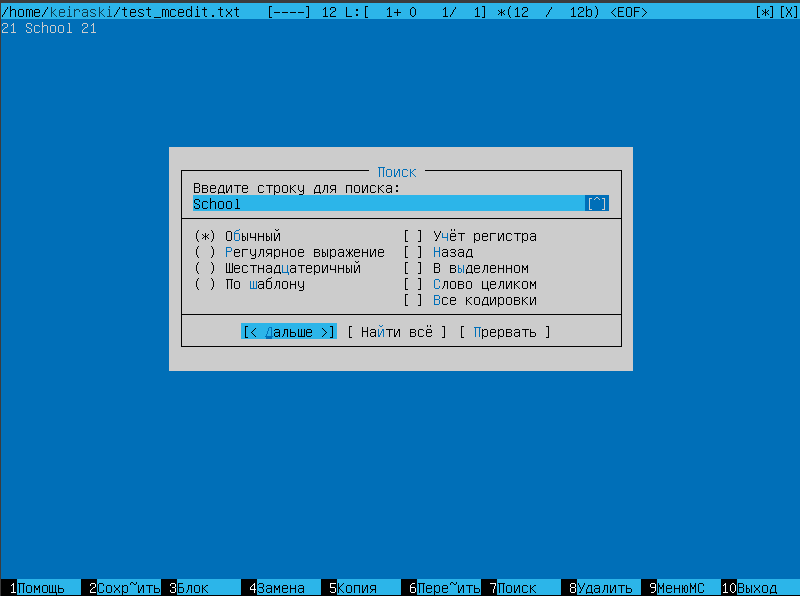 /home/keiraski/test_mcedit.txt [----] 12 L:[ 1+ 0 1/ 1] *(12 / 12b) <EOF> [*][X]
21 School 21
Поиск
Введите строку для поиска:
School [^]
(*) Обычный [ ] Учёт регистра
( ) Регулярное выражение [ ] Назад
( ) Шестнадцатеричный [ ] В выделенном
( ) По шаблону [ ] Слово целиком
[ ] Все кодировки
[< Дальше >] [ Найти всё ] [ Прервать ]
1Помощь 2Сохр~ить 3Блок 4Замена 5Копия 6Пере~ить 7Поиск 8Удалить 9МенюMC 10Выход